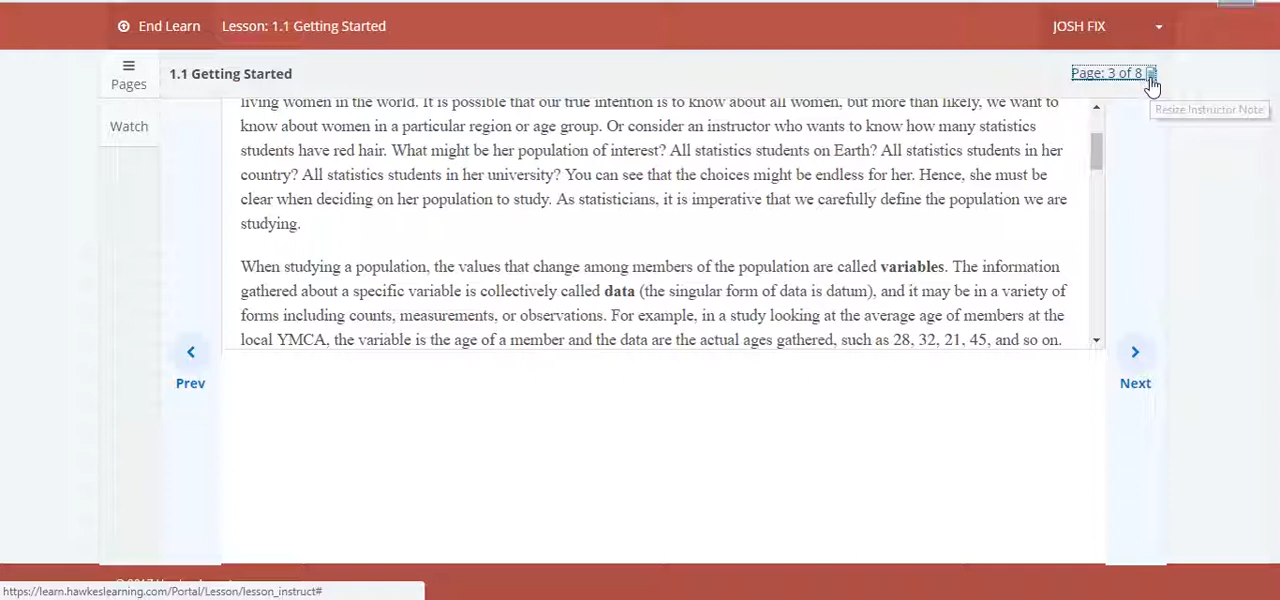 End Learn Lesson: 1.1 Getting Started JOSH FIX
Pages 1.1 Getting Started Page: 3 of 8
Resize Instructor Note
Watch
living women in the world. It is possible that our true intention is to know about all women, but more than likely, we want to
know about women in a particular region or age group. Or consider an instructor who wants to know how many statistics
students have red hair. What might be her population of interest? All statistics students on Earth? All statistics students in her
country? All statistics students in her university? You can see that the choices might be endless for her. Hence, she must be
clear when deciding on her population to study. As statisticians, it is imperative that we carefully define the population we are
studying.
When studying a population, the values that change among members of the population are called variables. The information
gathered about a specific variable is collectively called data (the singular form of data is datum), and it may be in a variety of
forms including counts, measurements, or observations. For example, in a study looking at the average age of members at the
local YMCA, the variable is the age of a member and the data are the actual ages gathered, such as 28, 32, 21, 45, and so on.
Prev Next
https://learn.hawkeslearning.com/Portal/Lesson/lesson_instruct#